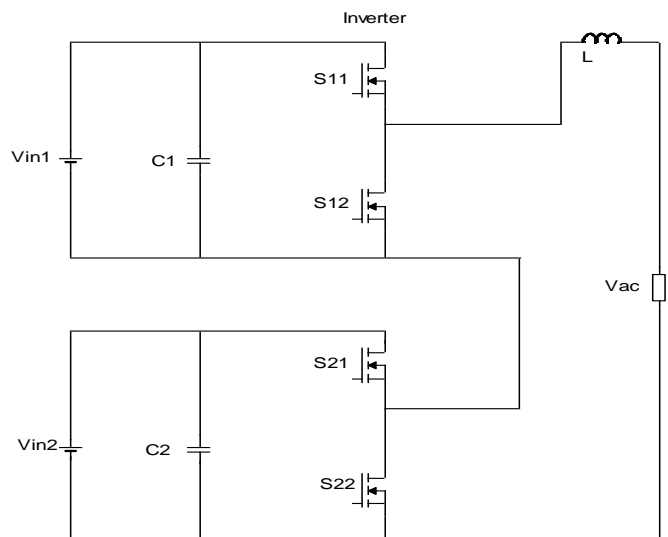 Inverter
S11
L
Vin1
C1
S12
Vac
S21
Vin2
C2
S22